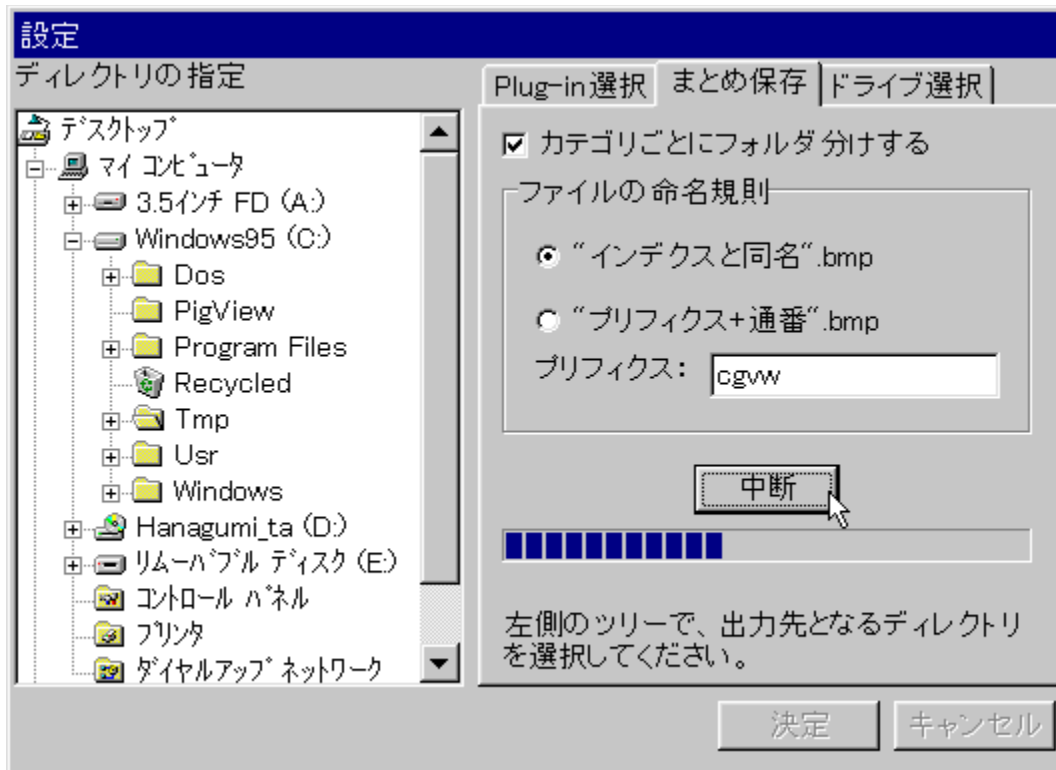 設定
ディレクトリの指定
デスクトップ
マイ コンピュータ
3.5インチ FD (A:)
Windows95 (C:)
Dos
PigView
Program Files
Recycled
Tmp
Usr
Windows
Hanagumi_ta (D:)
リムーバブル ディスク (E:)
コントロール パネル
プリンタ
ダイヤルアップ ネットワーク
Plug-in選択 まとめ保存 ドライブ選択
カテゴリごとにフォルダ分けする
ファイルの命名規則
“インデクスと同名“.bmp
“プリフィクス+通番“.bmp
プリフィクス: cgvw
中断
左側のツリーで、出力先となるディレクトリ
を選択してください。
決定 キャンセル